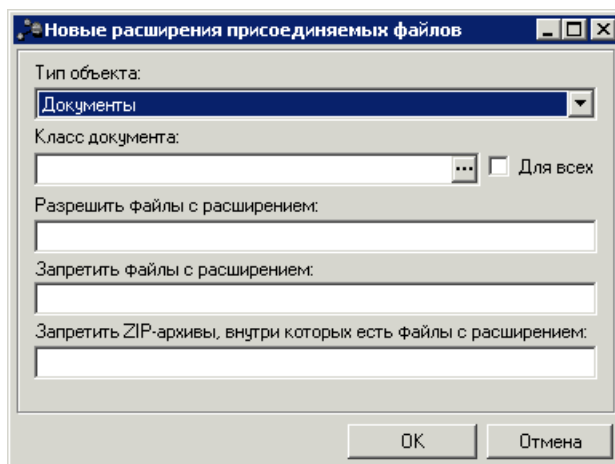 Новые расширения присоединяемых файлов
Тип объекта:
Документы
Класс документа:
... Для всех
Разрешить файлы с расширением:
Запретить файлы с расширением:
Запретить ZIP-архивы, внутри которых есть файлы с расширением:
OK Отмена